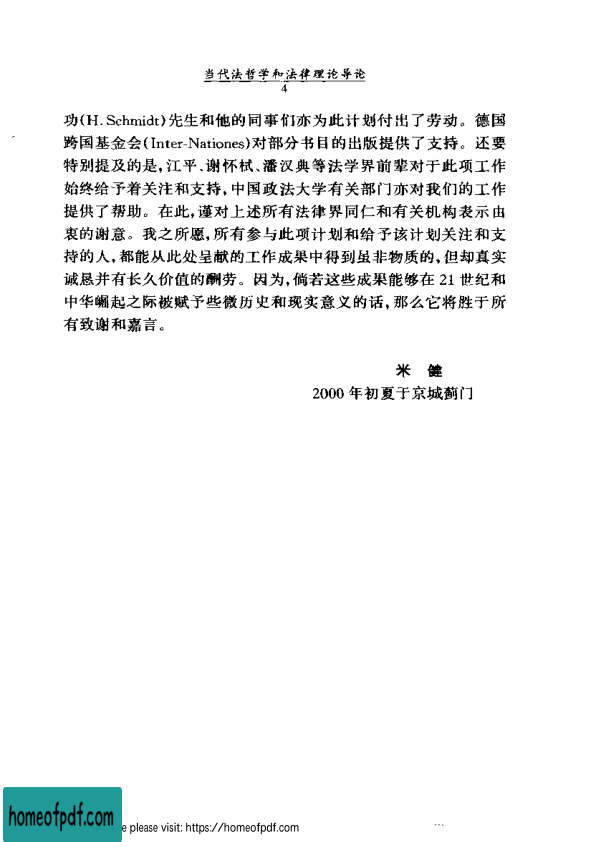 当代法哲学和法律理论导论
4
功(H. Schmidt)先生和他的同事们亦为此计划付出了劳动。德国
跨国基金会(Inter-Nationes)对部分书目的出版提供了支持。还要
特别提及的是,江平、谢怀栻、潘汉典等法学界前辈对于此项工作
始终给予着关注和支持,中国政法大学有关部门亦对我们的工作
提供了帮助。在此,谨对上述所有法律界同仁和有关机构表示由
衷的谢意。我之所愿,所有参与此项计划和给予该计划关注和支
持的人,都能从此处呈献的工作成果中得到虽非物质的,但却真实
诚恳并有长久价值的酬劳。因为,倘若这些成果能够在 21 世纪和
中华崛起之际被赋予些微历史和现实意义的话,那么它将胜于所
有致谢和嘉言。
米 健
2000 年初夏于京城蓟门
homeofpdf.com
e please visit: https://homeofpdf.com